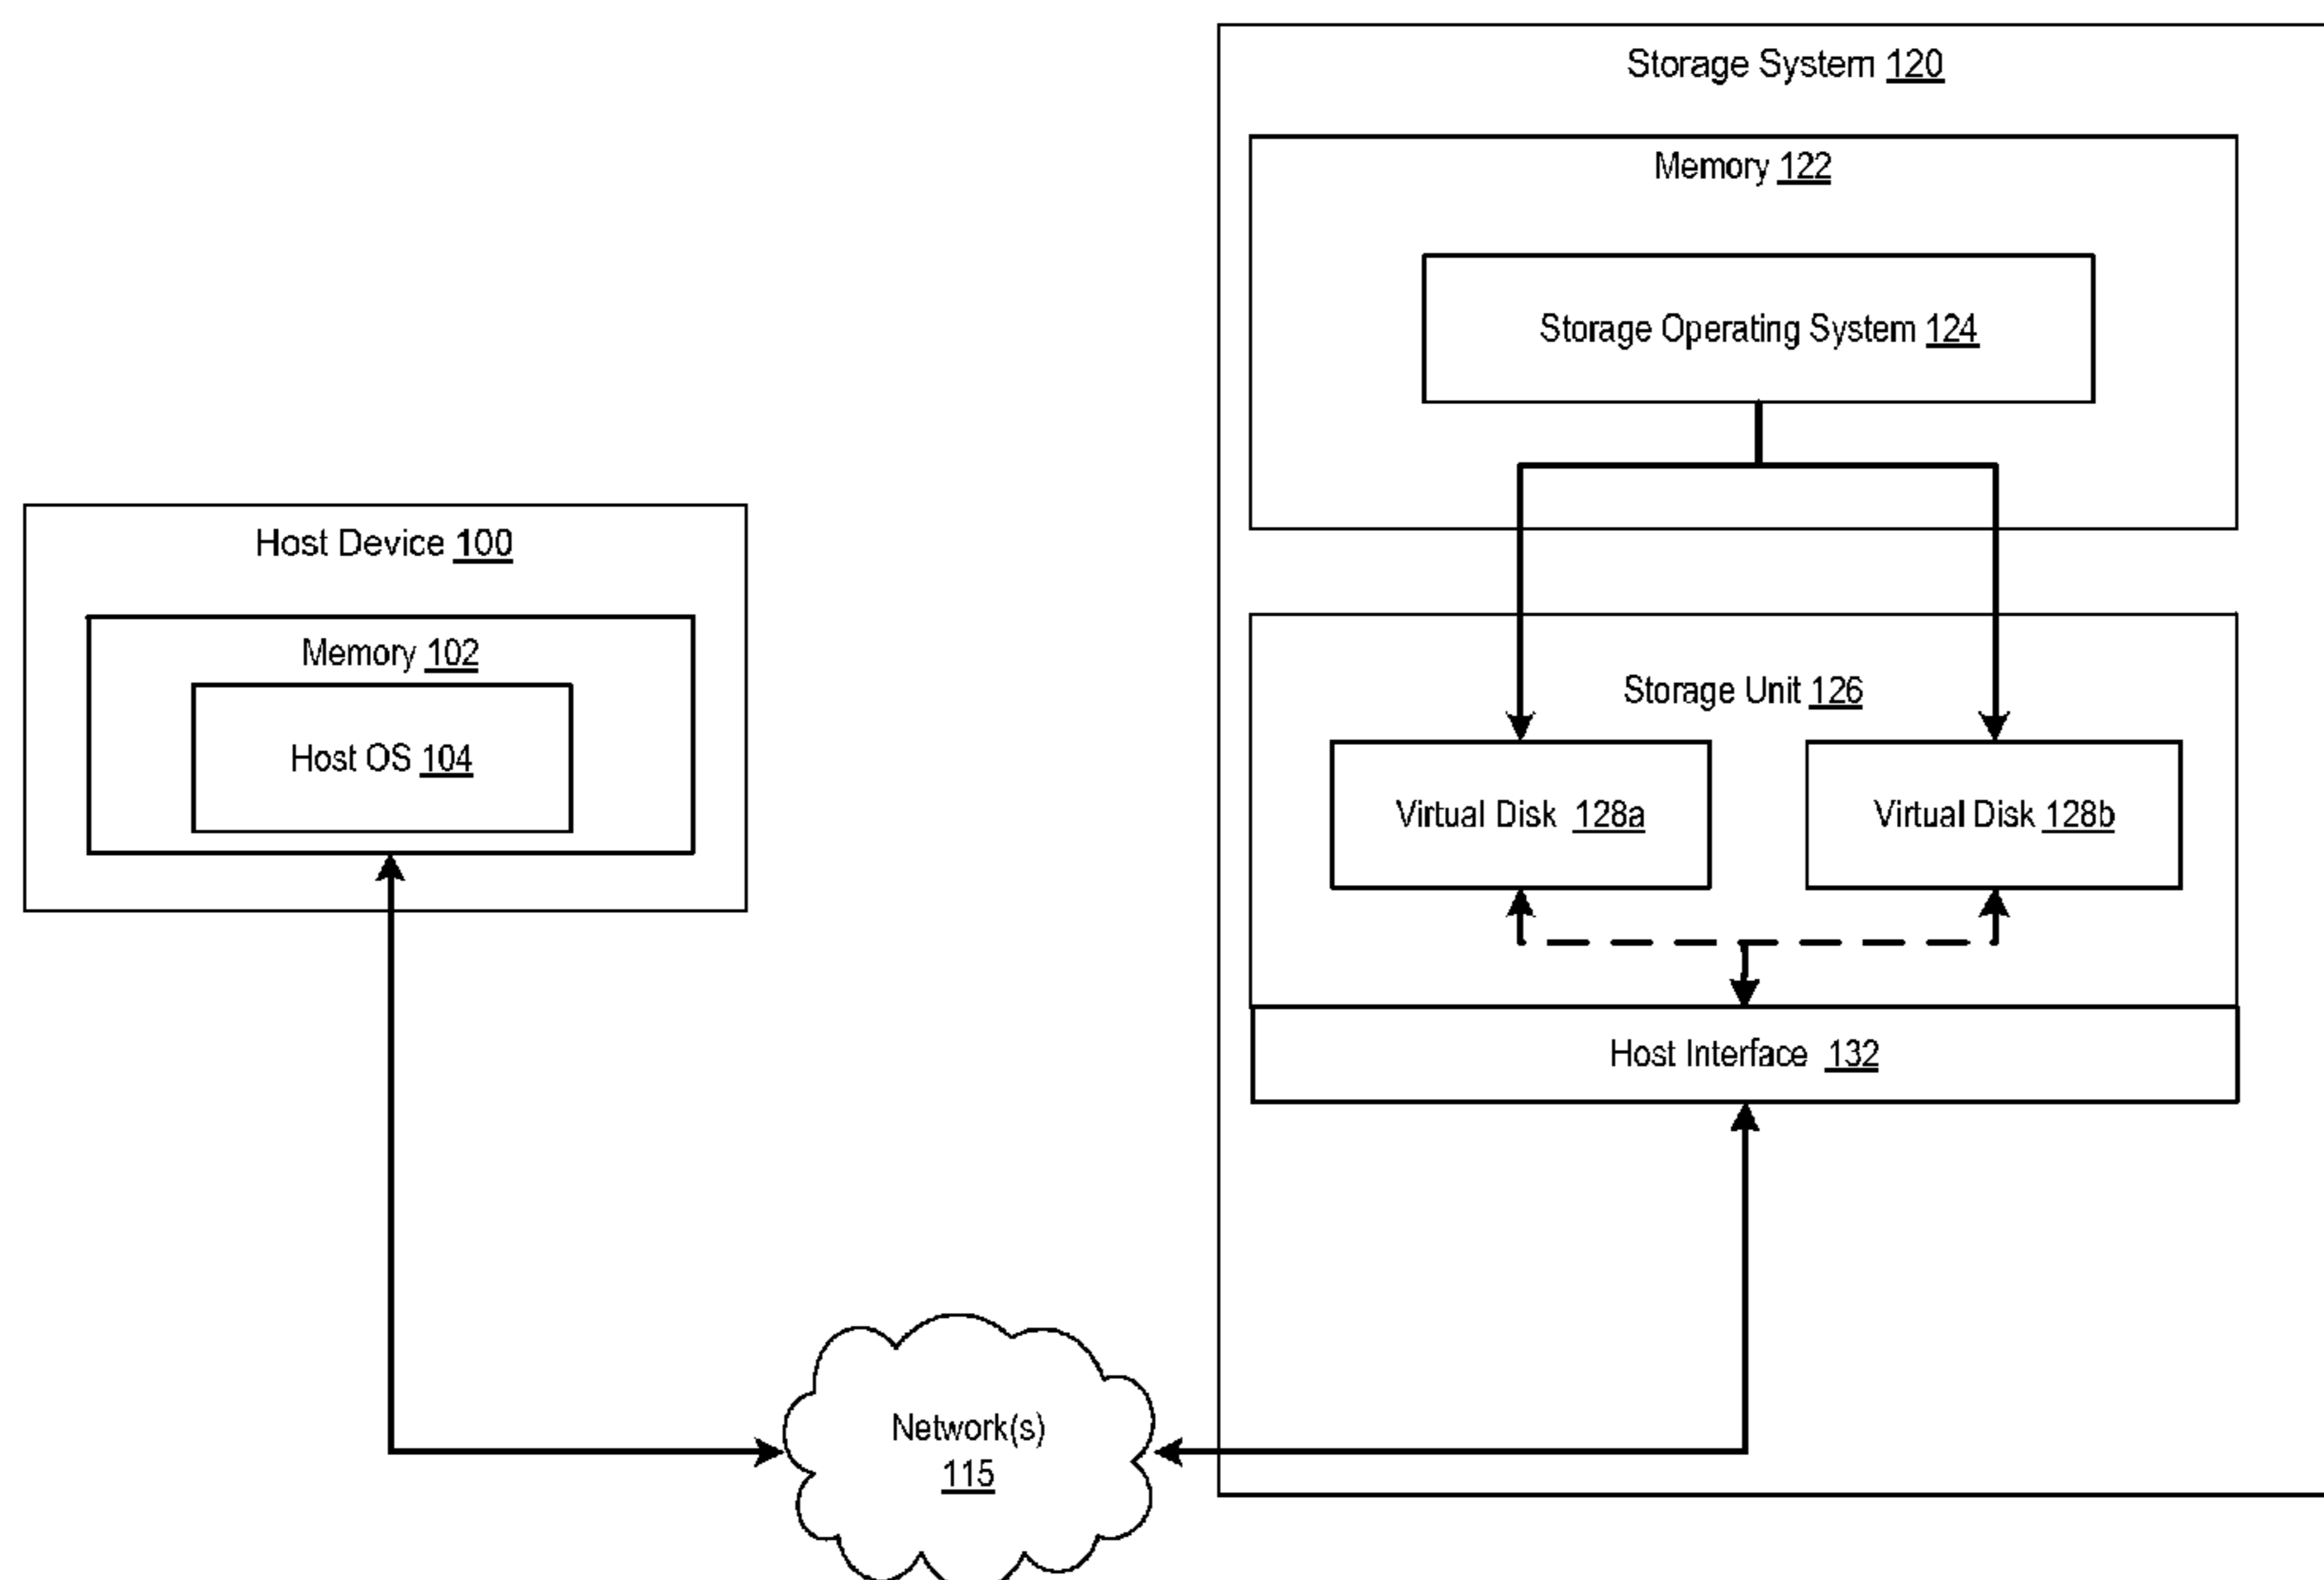 Storage System 120
Memory 122
Storage Operating System 124
Host Device 100
Memory 102
Host OS 104
Storage Unit 126
Virtual Disk 128a
Virtual Disk 128b
Host Interface 132
Network(s)
115